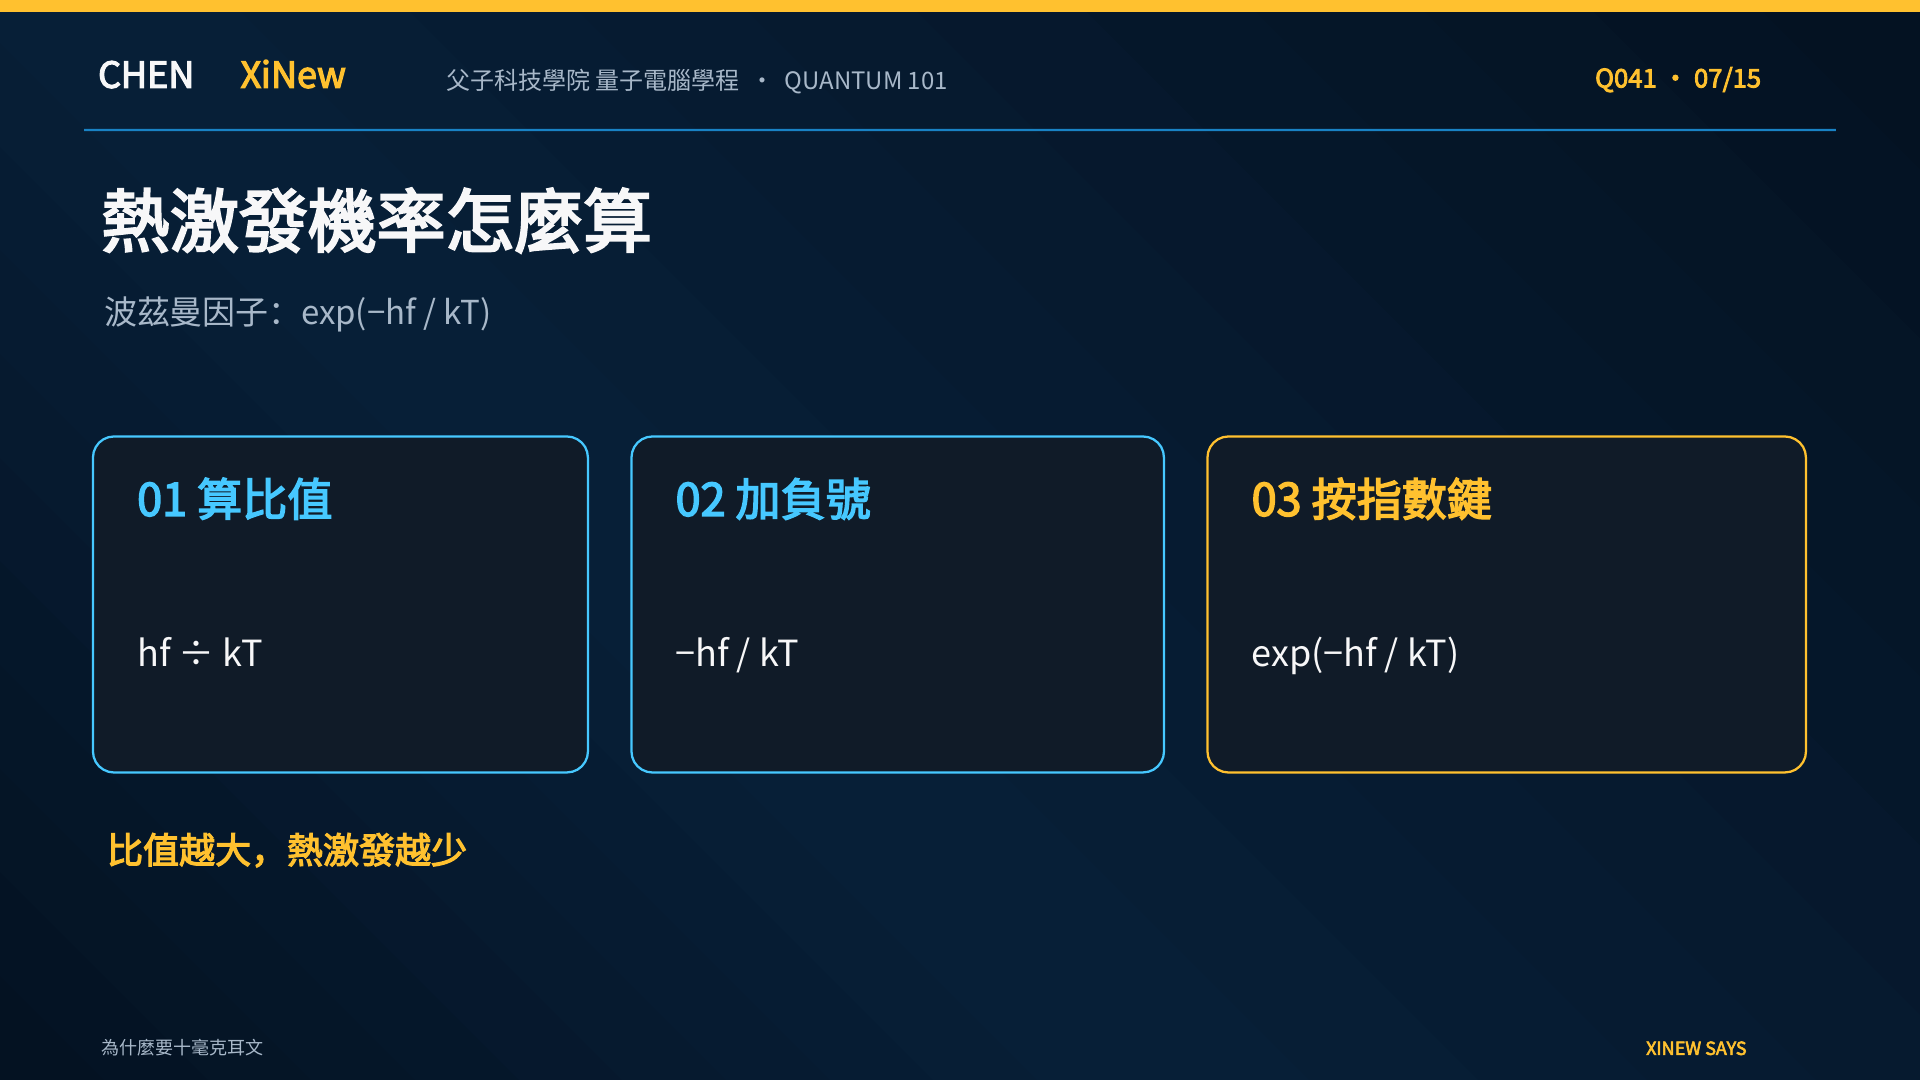 CHEN XiNew 父子科技學院 量子電腦學程 • QUANTUM 101 Q041 • 07/15
熱激發機率怎麼算
波茲曼因子：exp(−hf / kT)
01 算比值
hf ÷ kT
02 加負號
−hf / kT
03 按指數鍵
exp(−hf / kT)
比值越大，熱激發越少
為什麼要十毫克耳文
XINEW SAYS